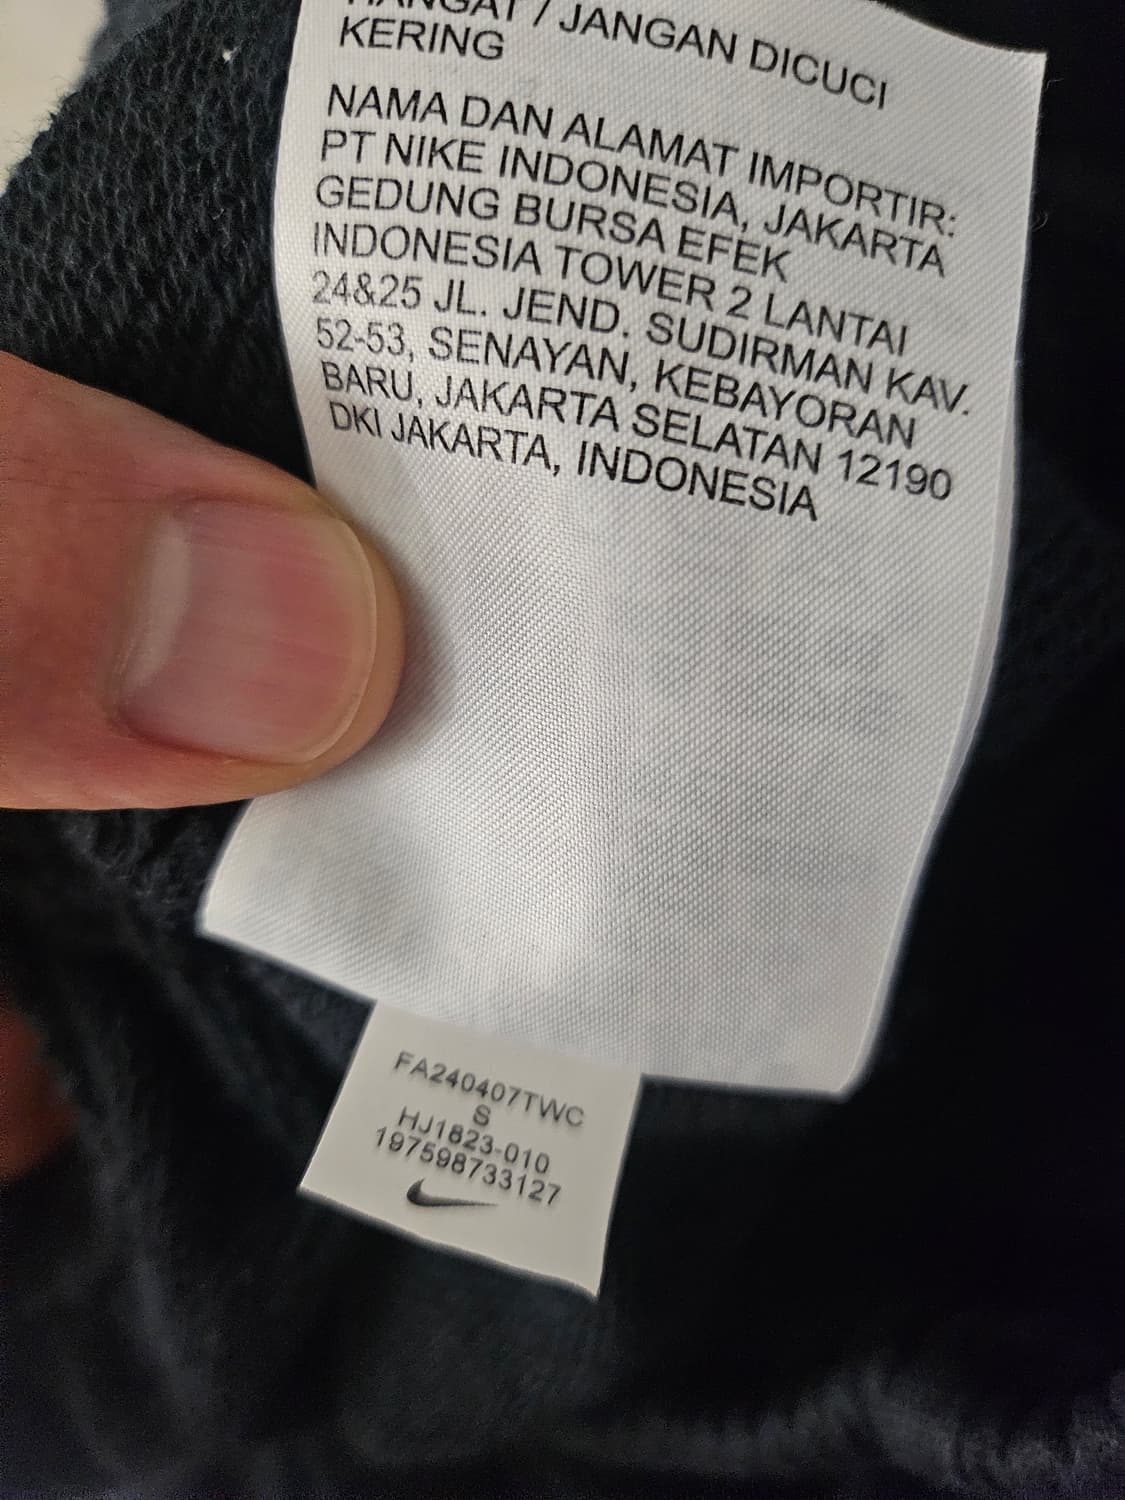 HANGAT / JANGAN DICUCI
KERING
NAMA DAN ALAMAT IMPORTIR:
PT NIKE INDONESIA, JAKARTA
GEDUNG BURSA EFEK
INDONESIA TOWER 2 LANTAI
24&25 JL. JEND. SUDIRMAN KAV.
52-53, SENAYAN, KEBAYORAN
BARU, JAKARTA SELATAN 12190
DKI JAKARTA, INDONESIA
FA240407TWC
S
HJ1823-010
197598733127